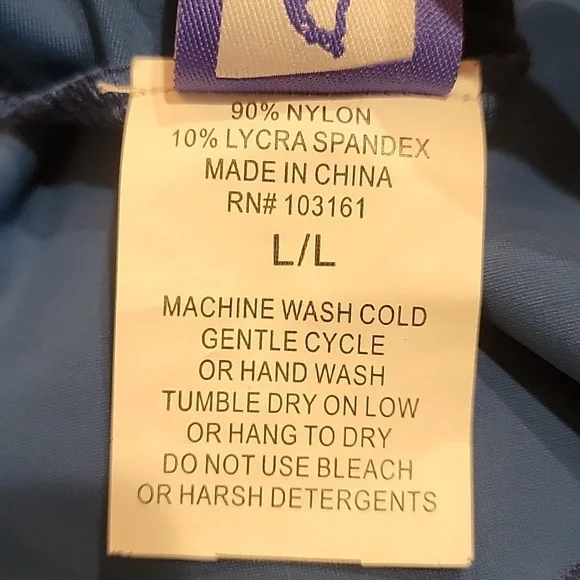 90% NYLON
10% LYCRA SPANDEX
MADE IN CHINA
RN# 103161
L/L
MACHINE WASH COLD
GENTLE CYCLE
OR HAND WASH
TUMBLE DRY ON LOW
OR HANG TO DRY
DO NOT USE BLEACH
OR HARSH DETERGENTS